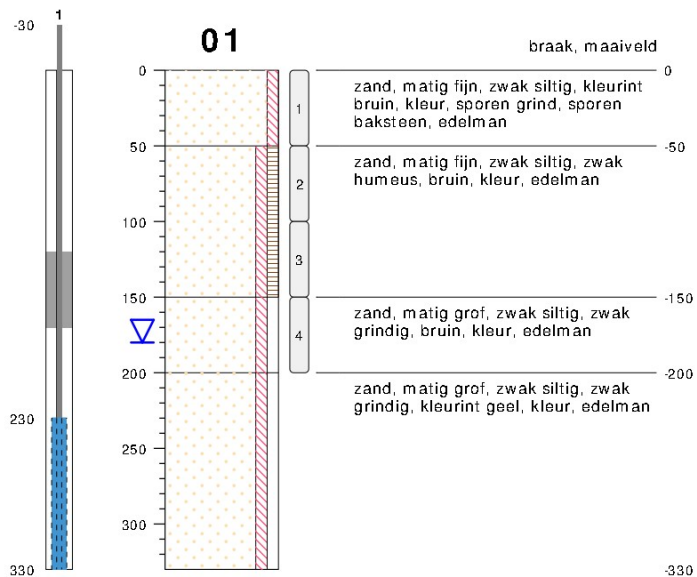 1
-30
01
braak, maaiveld
0
0
zand, matig fijn, zwak siltig, kleurint
bruin, kleur, sporen grind, sporen
baksteen, edelman
1
50
-50
zand, matig fijn, zwak siltig, zwak
humeus, bruin, kleur, edelman
2
100
3
150
-150
zand, matig grof, zwak siltig, zwak
grindig, bruin, kleur, edelman
4
200
-200
zand, matig grof, zwak siltig, zwak
grindig, kleurint geel, kleur, edelman
230
250
300
330
-330